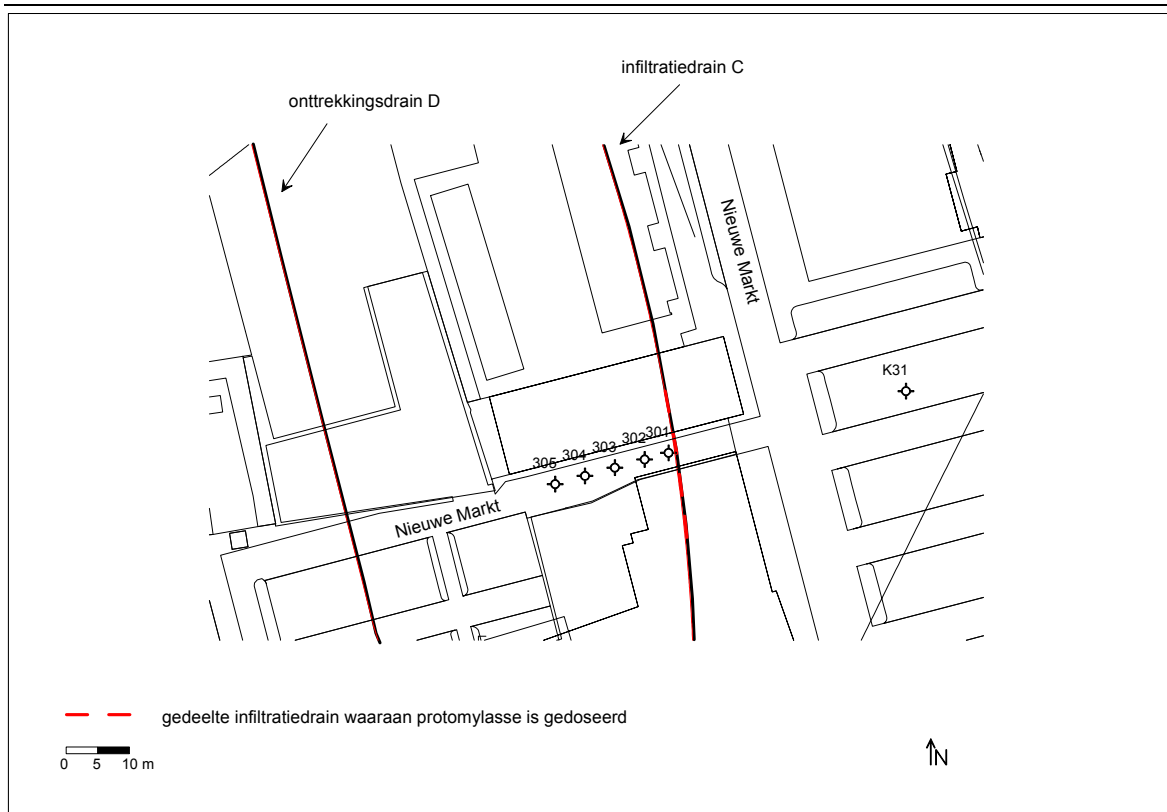 infiltratiedrain C
onttrekkingsdrain D
Nieuwe Markt
K31
301
302
303
304
305
Nieuwe Markt
gedeelte infiltratiedrain waaraan protomylasse is gedoseerd
0 5 10 m
N